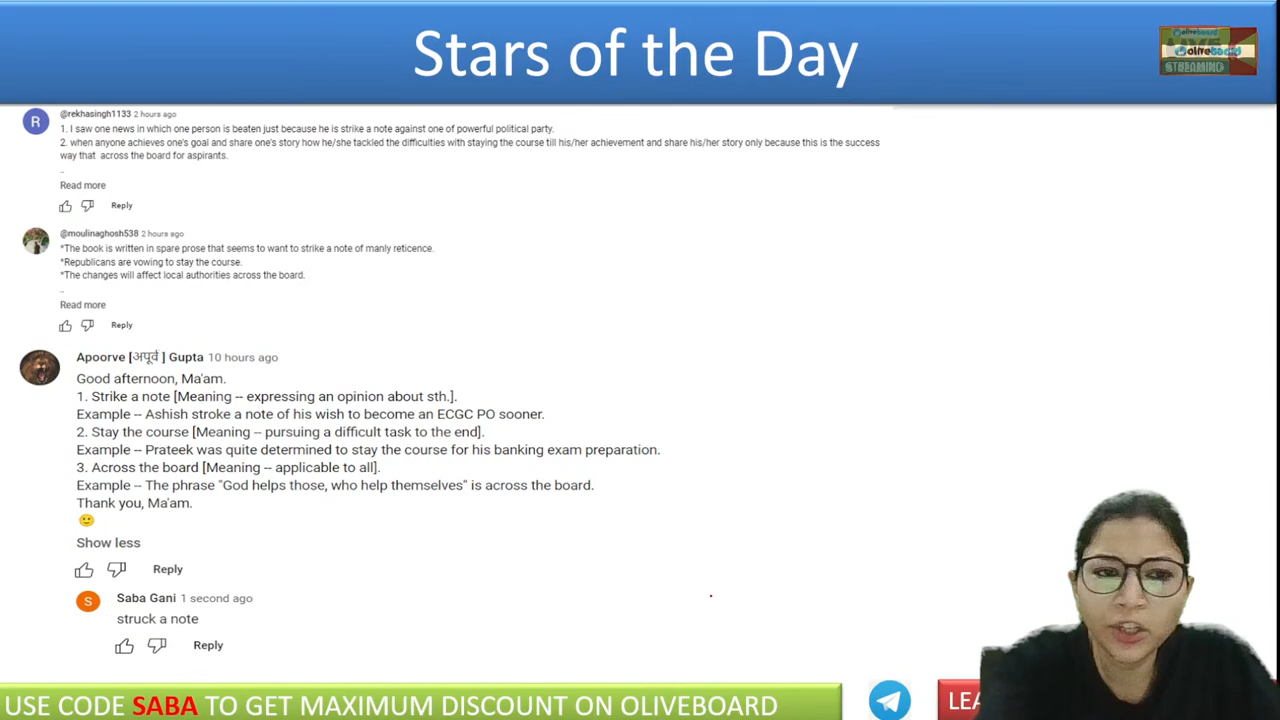 Stars of the Day
oliveboard
LIVE
oliveboard
STREAMING
R
@rekhasingh1133 2 hours ago
1. I saw one news in which one person is beaten just because he is strike a note against one of powerful political party.
2. when anyone achieves one's goal and share one's story how he/she tackled the difficulties with staying the course till his/her achievement and share his/her story only because this is the success
way that across the board for aspirants.
..
Read more
Reply
@moulinaghosh538 2 hours ago
*The book is written in spare prose that seems to want to strike a note of manly reticence.
*Republicans are vowing to stay the course.
*The changes will affect local authorities across the board.
..
Read more
Reply
Apoorve [अपूर्व ] Gupta 10 hours ago
Good afternoon, Ma'am.
1. Strike a note [Meaning -- expressing an opinion about sth.].
Example -- Ashish stroke a note of his wish to become an ECGC PO sooner.
2. Stay the course [Meaning -- pursuing a difficult task to the end].
Example -- Prateek was quite determined to stay the course for his banking exam preparation.
3. Across the board [Meaning -- applicable to all].
Example -- The phrase "God helps those, who help themselves" is across the board.
Thank you, Ma'am.
🙂
Show less
Reply
S
Saba Gani 1 second ago
struck a note
Reply
USE CODE SABA TO GET MAXIMUM DISCOUNT ON OLIVEBOARD
LEA